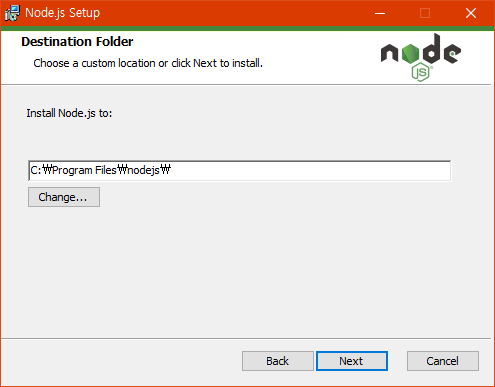 Node.js Setup
Destination Folder
Choose a custom location or click Next to install.
node
JS
Install Node.js to:
C:₩Program Files₩nodejs₩
Change...
Back Next Cancel